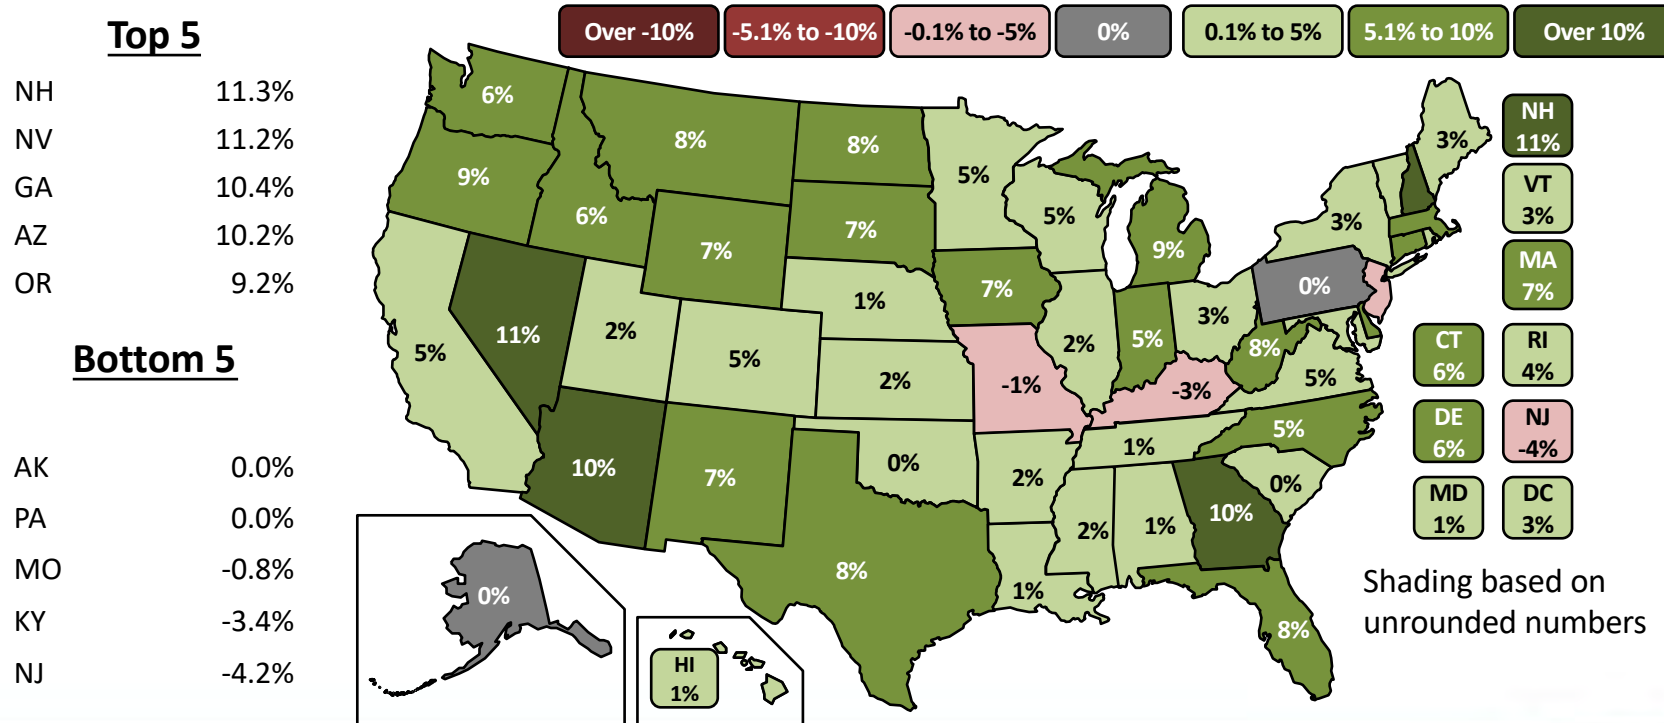 Over -10% -5.1% to -10% -0.1% to -5% 0% 0.1% to 5% 5.1% to 10% Over 10%
Top 5
NH 11.3%
NV 11.2%
GA 10.4%
AZ 10.2%
OR 9.2%
Bottom 5
AK 0.0%
PA 0.0%
MO -0.8%
KY -3.4%
NJ -4.2%
6%
9%
6%
8%
8%
5%
7%
7%
5%
9%
3%
3%
5%
11%
2%
5%
1%
7%
2%
5%
3%
0%
8%
5%
2%
-1%
-3%
10%
7%
0%
2%
1%
5%
0%
8%
1%
2%
1%
10%
8%
0%
HI
1%
NH
11%
VT
3%
MA
7%
CT
6%
RI
4%
DE
6%
NJ
-4%
MD
1%
DC
3%
Shading based on
unrounded numbers